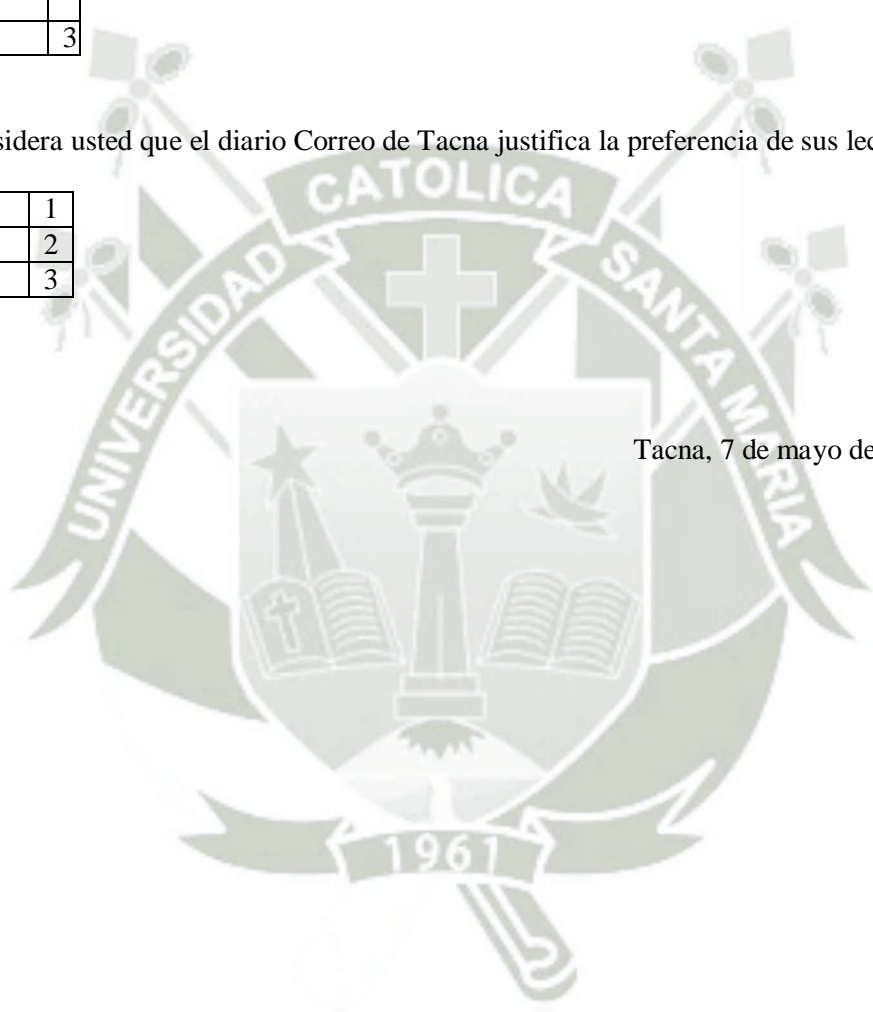 3
sidera usted que el diario Correo de Tacna justifica la preferencia de sus lec
1
2
3
Tacna, 7 de mayo de
UNIVERSIDAD CATOLICA SANTA MARIA
1961